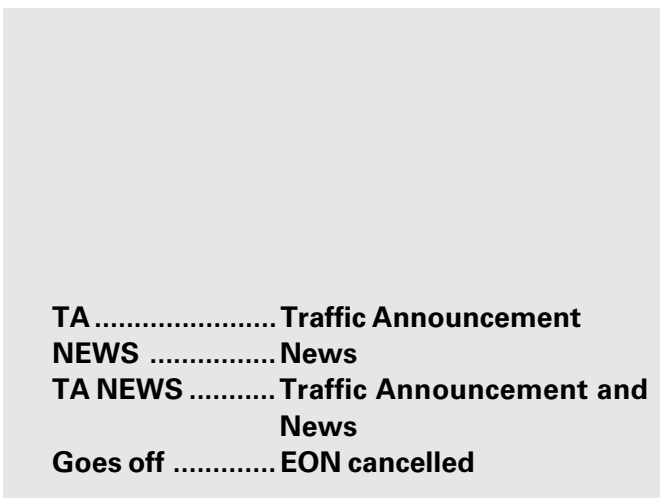 TA ....................... Traffic Announcement
NEWS ................ News
TA NEWS ........... Traffic Announcement and
News
Goes off ............. EON cancelled